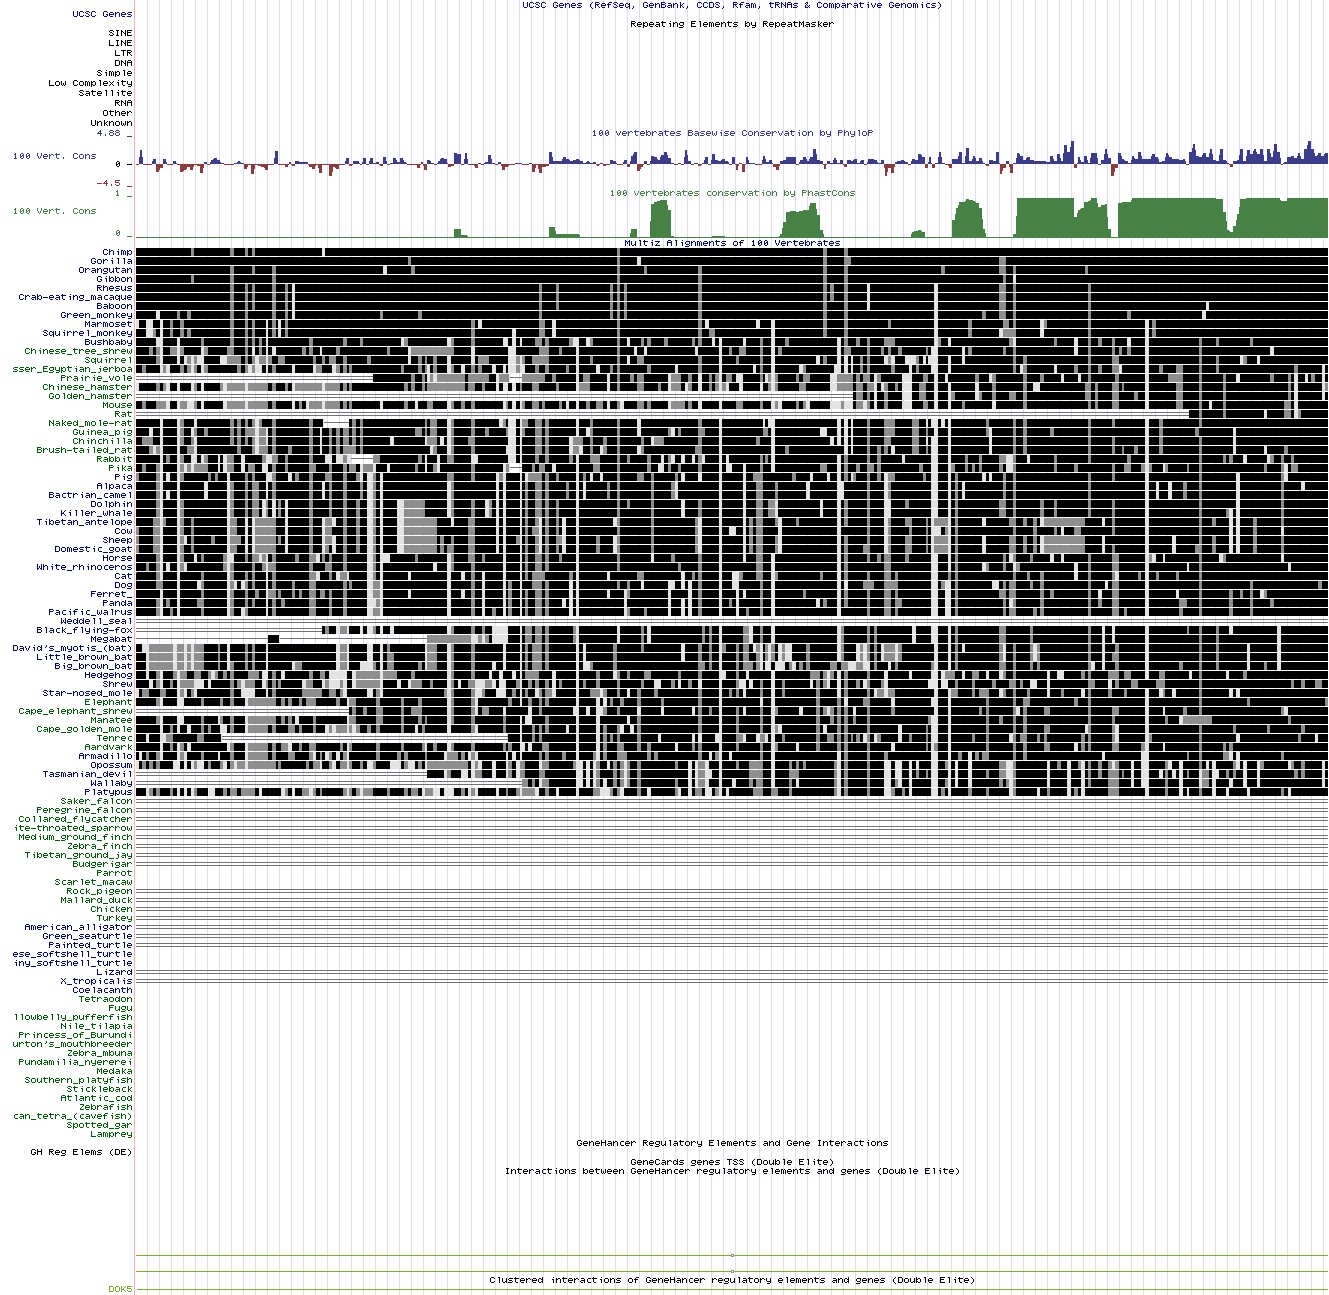 UCSC Genes (RefSeq, GenBank, CCDS, Rfam, tRNAs & Comparative Genomics)
UCSC Genes
Repeating Elements by RepeatMasker
SINE
LINE
LTR
DNA
Simple
Low Complexity
Satellite
RNA
Other
Unknown
4.88 _
100 vertebrates Basewise Conservation by PhyloP
100 Vert. Cons
0 _
-4.5 _
100 vertebrates conservation by PhastCons
1 _
100 Vert. Cons
0 _
Multiz Alignments of 100 Vertebrates
Chimp
Gorilla
Orangutan
Gibbon
Rhesus
Crab-eating_macaque
Baboon
Green_monkey
Marmoset
Squirrel_monkey
Bushbaby
Chinese_tree_shrew
Squirrel
sser_Egyptian_jerboa
Prairie_vole
Chinese_hamster
Golden_hamster
Mouse
Rat
Naked_mole-rat
Guinea_pig
Chinchilla
Brush-tailed_rat
Rabbit
Pika
Pig
Alpaca
Bactrian_camel
Dolphin
Killer_whale
Tibetan_antelope
Cow
Sheep
Domestic_goat
Horse
White_rhinoceros
Cat
Dog
Ferret_
Panda
Pacific_walrus
Weddell_seal
Black_flying-fox
Megabat
David's_myotis_(bat)
Little_brown_bat
Big_brown_bat
Hedgehog
Shrew
Star-nosed_mole
Elephant
Cape_elephant_shrew
Manatee
Cape_golden_mole
Tenrec
Aardvark
Armadillo
Opossum
Tasmanian_devil
Wallaby
Platypus
Saker_falcon
Peregrine_falcon
Collared_flycatcher
ite-throated_sparrow
Medium_ground_finch
Zebra_finch
Tibetan_ground_jay
Budgerigar
Parrot
Scarlet_macaw
Rock_pigeon
Mallard_duck
Chicken
Turkey
American_alligator
Green_seaturtle
Painted_turtle
ese_softshell_turtle
iny_softshell_turtle
Lizard
X_tropicalis
Coelacanth
Tetraodon
Fugu
llowbelly_pufferfish
Nile_tilapia
Princess_of_Burundi
urton's_mouthbreeder
Zebra_mbuna
Pundamilia_nyererei
Medaka
Southern_platyfish
Stickleback
Atlantic_cod
Zebrafish
can_tetra_(cavefish)
Spotted_gar
Lamprey
GeneHancer Regulatory Elements and Gene Interactions
GH Reg Elems (DE)
GeneCards genes TSS (Double Elite)
Interactions between GeneHancer regulatory elements and genes (Double Elite)
Clustered interactions of GeneHancer regulatory elements and genes (Double Elite)
DOK5